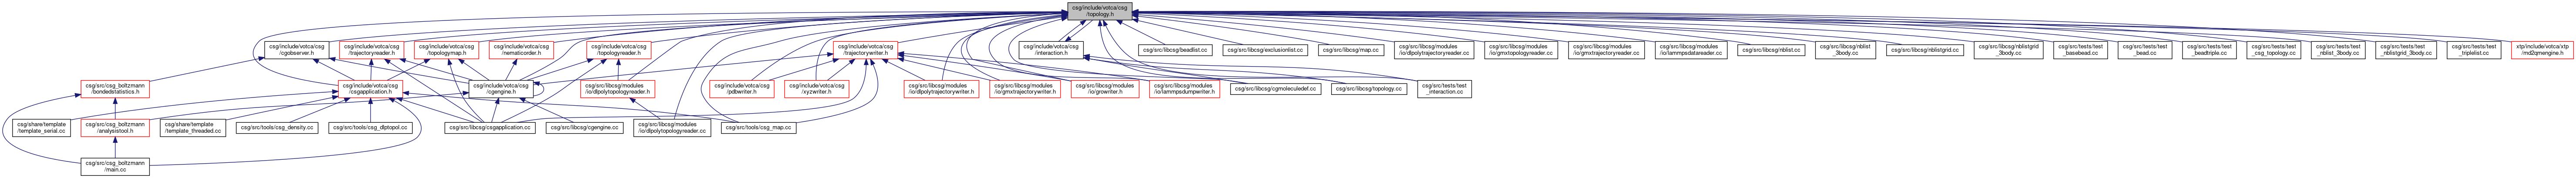 csg/include/votca/csg
/topology.h
csg/include/votca/csg
/cgobserver.h
csg/include/votca/csg
/trajectoryreader.h
csg/include/votca/csg
/topologymap.h
csg/include/votca/csg
/nematicorder.h
csg/include/votca/csg
/topologyreader.h
csg/include/votca/csg
/trajectorywriter.h
csg/include/votca/csg
/interaction.h
csg/src/libcsg/beadlist.cc
csg/src/libcsg/exclusionlist.cc
csg/src/libcsg/map.cc
csg/src/libcsg/modules
/io/dlpolytrajectoryreader.cc
csg/src/libcsg/modules
/io/gmxtopologyreader.cc
csg/src/libcsg/modules
/io/gmxtrajectoryreader.cc
csg/src/libcsg/modules
/io/lammpsdatareader.cc
csg/src/libcsg/nblist.cc
csg/src/libcsg/nblist
_3body.cc
csg/src/libcsg/nblistgrid.cc
csg/src/libcsg/nblistgrid
_3body.cc
csg/src/tests/test
_basebead.cc
csg/src/tests/test
_bead.cc
csg/src/tests/test
_beadtriple.cc
csg/src/tests/test
_csg_topology.cc
csg/src/tests/test
_nblist_3body.cc
csg/src/tests/test
_nblistgrid_3body.cc
csg/src/tests/test
_triplelist.cc
xtp/include/votca/xtp
/md2qmengine.h
csg/src/csg_boltzmann
/bondedstatistics.h
csg/include/votca/csg
/csgapplication.h
csg/include/votca/csg
/cgengine.h
csg/src/libcsg/modules
/io/dlpolytopologyreader.h
csg/include/votca/csg
/pdbwriter.h
csg/include/votca/csg
/xyzwriter.h
csg/src/libcsg/modules
/io/dlpolytrajectorywriter.h
csg/src/libcsg/modules
/io/gmxtrajectorywriter.h
csg/src/libcsg/modules
/io/growriter.h
csg/src/libcsg/modules
/io/lammpsdumpwriter.h
csg/src/libcsg/cgmoleculedef.cc
csg/src/libcsg/topology.cc
csg/src/tests/test
_interaction.cc
csg/share/template
/template_serial.cc
csg/src/csg_boltzmann
/analysistool.h
csg/share/template
/template_threaded.cc
csg/src/tools/csg_density.cc
csg/src/tools/csg_dlptopol.cc
csg/src/libcsg/csgapplication.cc
csg/src/libcsg/cgengine.cc
csg/src/libcsg/modules
/io/dlpolytopologyreader.cc
csg/src/tools/csg_map.cc
csg/src/csg_boltzmann
/main.cc